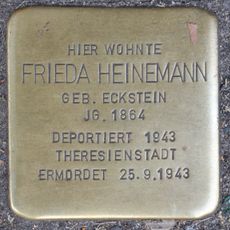 HIER WOHNTE
FRIEDA HEINEMANN
GEB. ECKSTEIN
JG. 1864
DEPORTIERT 1943
THERESIENSTADT
ERMORDET 25.9.1943